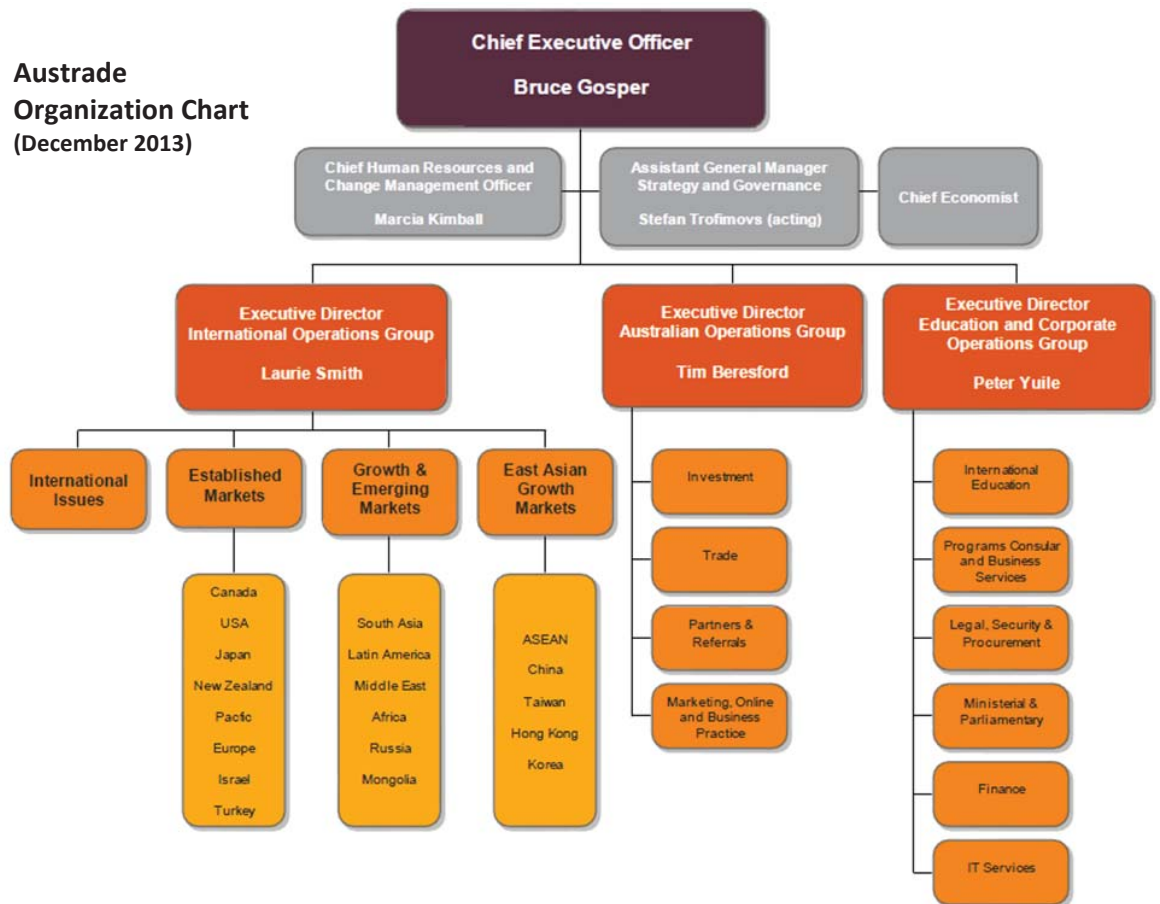 Austrade
Organization Chart
(December 2013)
Chief Executive Officer
Bruce Gosper
Chief Human Resources and
Change Management Officer
Marcia Kimball
Assistant General Manager
Strategy and Governance
Stefan Trofimovs (acting)
Chief Economist
Executive Director
International Operations Group
Laurie Smith
Executive Director
Australian Operations Group
Tim Beresford
Executive Director
Education and Corporate
Operations Group
Peter Yuile
International
Issues
Established
Markets
Growth &
Emerging
Markets
East Asian
Growth
Markets
Canada
USA
Japan
New Zealand
Pacfic
Europe
Israel
Turkey
South Asia
Latin America
Middle East
Africa
Russia
Mongolia
ASEAN
China
Taiwan
Hong Kong
Korea
Investment
Trade
Partners &
Referrals
Marketing, Online
and Business
Practice
International
Education
Programs Consular
and Business
Services
Legal, Security &
Procurement
Ministerial &
Parliamentary
Finance
IT Services